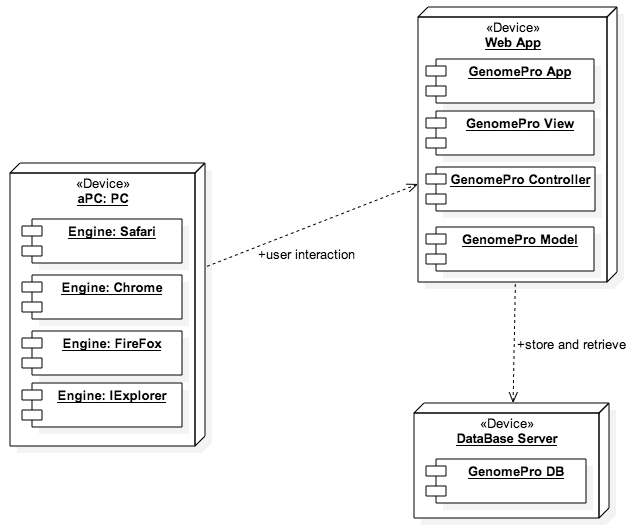 «Device»
Web App
GenomePro App
GenomePro View
GenomePro Controller
GenomePro Model
«Device»
aPC: PC
Engine: Safari
Engine: Chrome
Engine: FireFox
Engine: IExplorer
+user interaction
+store and retrieve
«Device»
DataBase Server
GenomePro DB